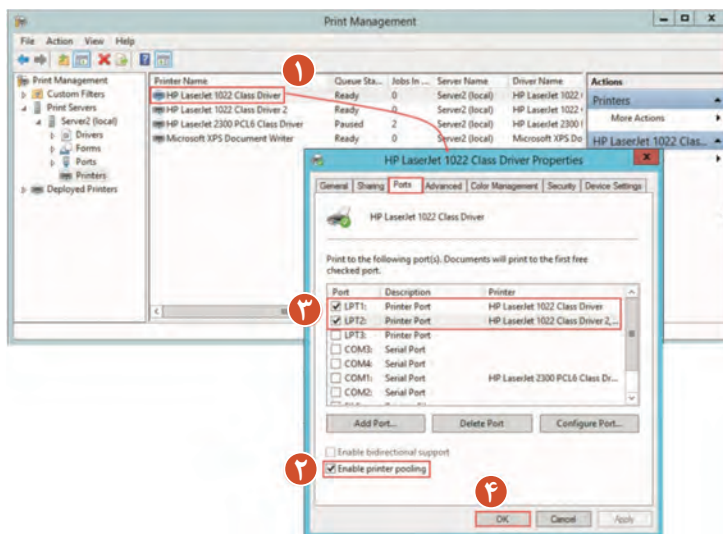 Print Management
File Action View Help
Print Management
Custom Filters
Print Servers
Server2 (local)
Drivers
Forms
Ports
Printers
Deployed Printers
۱
Printer Name Queue Sta... Jobs In ... Server Name Driver Name
HP LaserJet 1022 Class Driver Ready 0 Server2 (local) HP LaserJet 1022
HP LaserJet 1022 Class Driver 2 Ready 0 Server2 (local) HP LaserJet 1022
HP LaserJet 2300 PCL6 Class Driver Paused 2 Server2 (local) HP LaserJet 2300
Microsoft XPS Document Writer Ready 0 Server2 (local) Microsoft XPS Do
Actions
Printers
More Actions
HP LaserJet 1022 Clas...
HP LaserJet 1022 Class Driver Properties
General Sharing Ports Advanced Color Management Security Device Settings
HP LaserJet 1022 Class Driver
Print to the following port(s). Documents will print to the first free
checked port.
Port Description Printer
۳
LPT1: Printer Port HP LaserJet 1022 Class Driver
LPT2: Printer Port HP LaserJet 1022 Class Driver 2,...
LPT3: Printer Port
COM3: Serial Port
COM4: Serial Port
COM1: Serial Port HP LaserJet 2300 PCL6 Class Dr...
COM2: Serial Port
Add Port... Delete Port Configure Port...
Enable bidirectional support
۲
Enable printer pooling
۴
OK Cancel Apply